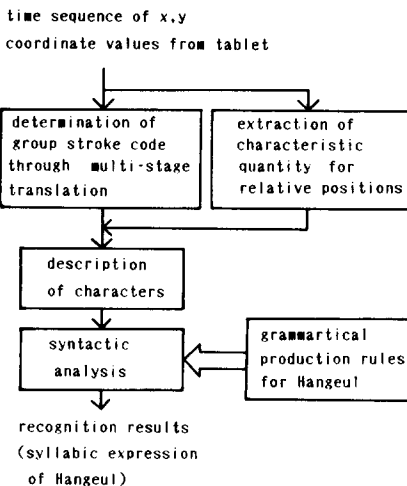 time sequence of x,y
coordinate values from tablet
determination of
group stroke code
through multi-stage
translation
extraction of
characteristic
quantity for
relative positions
description
of characters
syntactic
analysis
grammartical
production rules
for Hangeul
recognition results
(syllabic expression
of Hangeul)